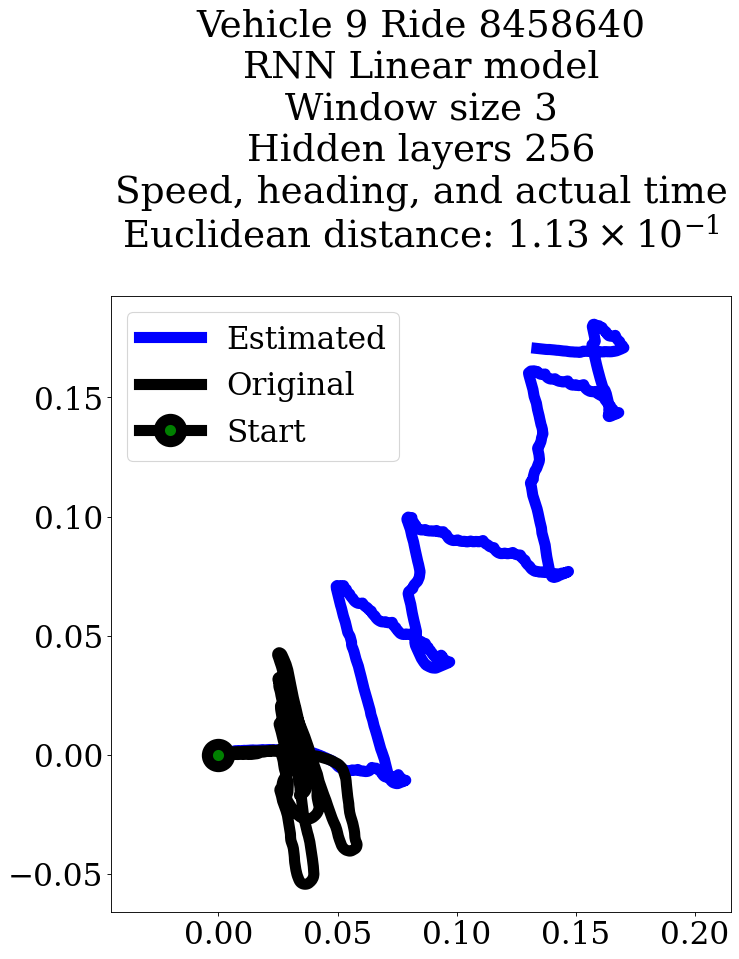 Vehicle 9 Ride 8458640
RNN Linear model
Window size 3
Hidden layers 256
Speed, heading, and actual time
Euclidean distance: 1.13 × 10⁻¹
Estimated
Original
Start
0.15
0.10
0.05
0.00
−0.05
0.00 0.05 0.10 0.15 0.20